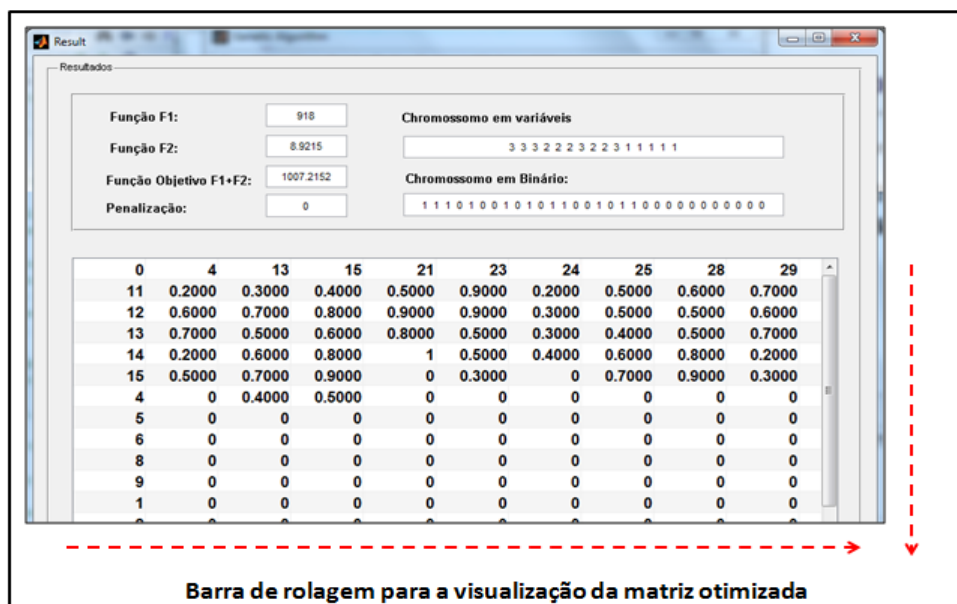 Result
Resultados
Função F1: 918 Chromossomo em variáveis
Função F2: 8.9215 3 3 3 2 2 2 3 2 2 3 1 1 1 1 1
Função Objetivo F1+F2: 1007.2152 Chromossomo em Binário:
Penalização: 0 1 1 1 0 1 0 0 1 0 1 0 1 1 0 0 1 0 1 1 0 0 0 0 0 0 0 0 0 0 0
0 4 13 15 21 23 24 25 28 29
11 0.2000 0.3000 0.4000 0.5000 0.9000 0.2000 0.5000 0.6000 0.7000
12 0.6000 0.7000 0.8000 0.9000 0.9000 0.3000 0.5000 0.5000 0.6000
13 0.7000 0.5000 0.6000 0.8000 0.5000 0.3000 0.4000 0.5000 0.7000
14 0.2000 0.6000 0.8000 1 0.5000 0.4000 0.6000 0.8000 0.2000
15 0.5000 0.7000 0.9000 0 0.3000 0 0.7000 0.9000 0.3000
4 0 0.4000 0.5000 0 0 0 0 0 0
5 0 0 0 0 0 0 0 0 0
6 0 0 0 0 0 0 0 0 0
8 0 0 0 0 0 0 0 0 0
9 0 0 0 0 0 0 0 0 0
1 0 0 0 0 0 0 0 0 0
Barra de rolagem para a visualização da matriz otimizada